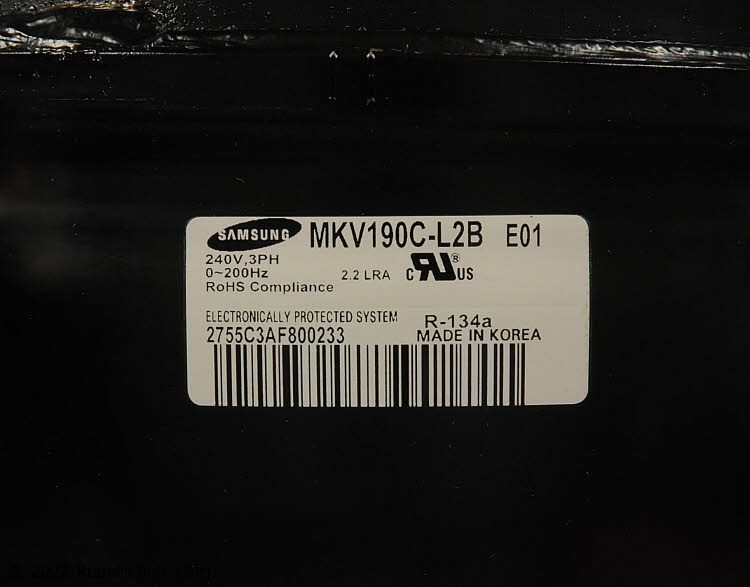 SAMSUNG MKV190C-L2B E01
240V,3PH
0~200Hz 2.2 LRA C RU® US
RoHS Compliance
ELECTRONICALLY PROTECTED SYSTEM R-134a
2755C3AF800233 MADE IN KOREA